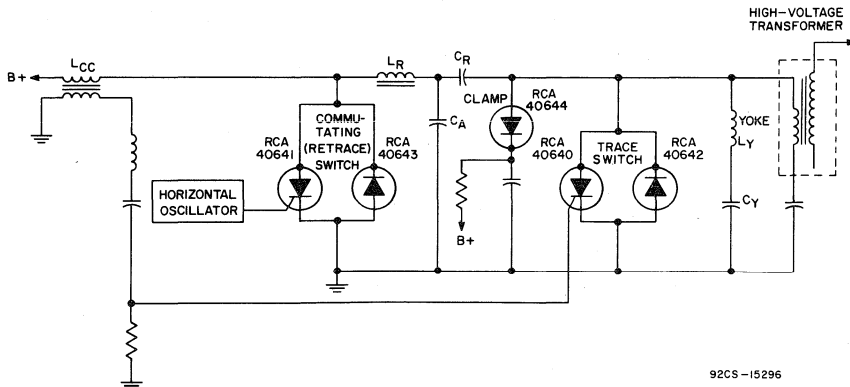 HIGH-VOLTAGE
TRANSFORMER
B+
LCC
LR
CR
CLAMP
RCA
40644
CA
COMMU-
TATING
(RETRACE)
SWITCH
RCA
40641
RCA
40643
RCA
40640
TRACE
SWITCH
RCA
40642
YOKE
LY
CY
HORIZONTAL
OSCILLATOR
B+
92CS-15296